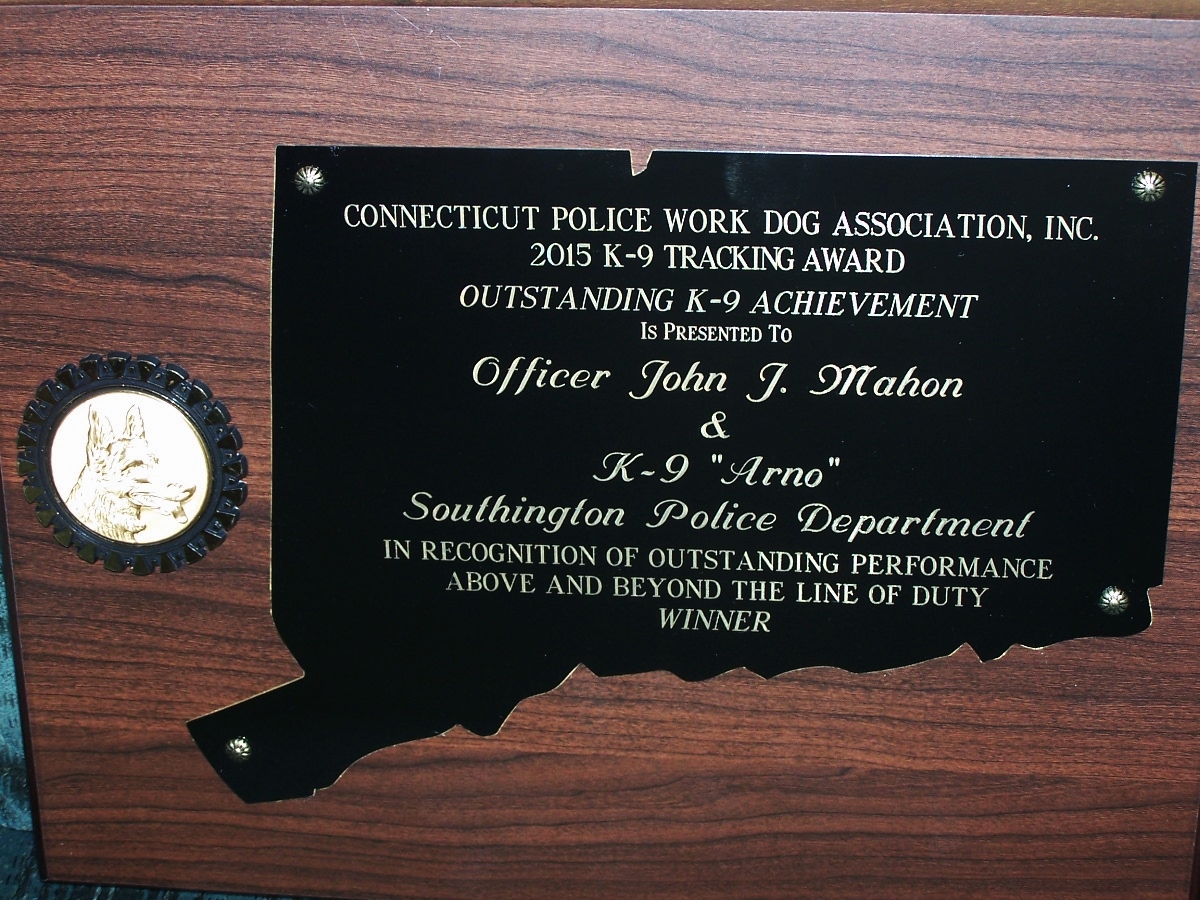 CONNECTICUT POLICE WORK DOG ASSOCIATION, INC.
2015 K-9 TRACKING AWARD
OUTSTANDING K-9 ACHIEVEMENT
IS PRESENTED TO
Officer John J. Mahon
&
K-9 "Arno"
Southington Police Department
IN RECOGNITION OF OUTSTANDING PERFORMANCE
ABOVE AND BEYOND THE LINE OF DUTY
WINNER